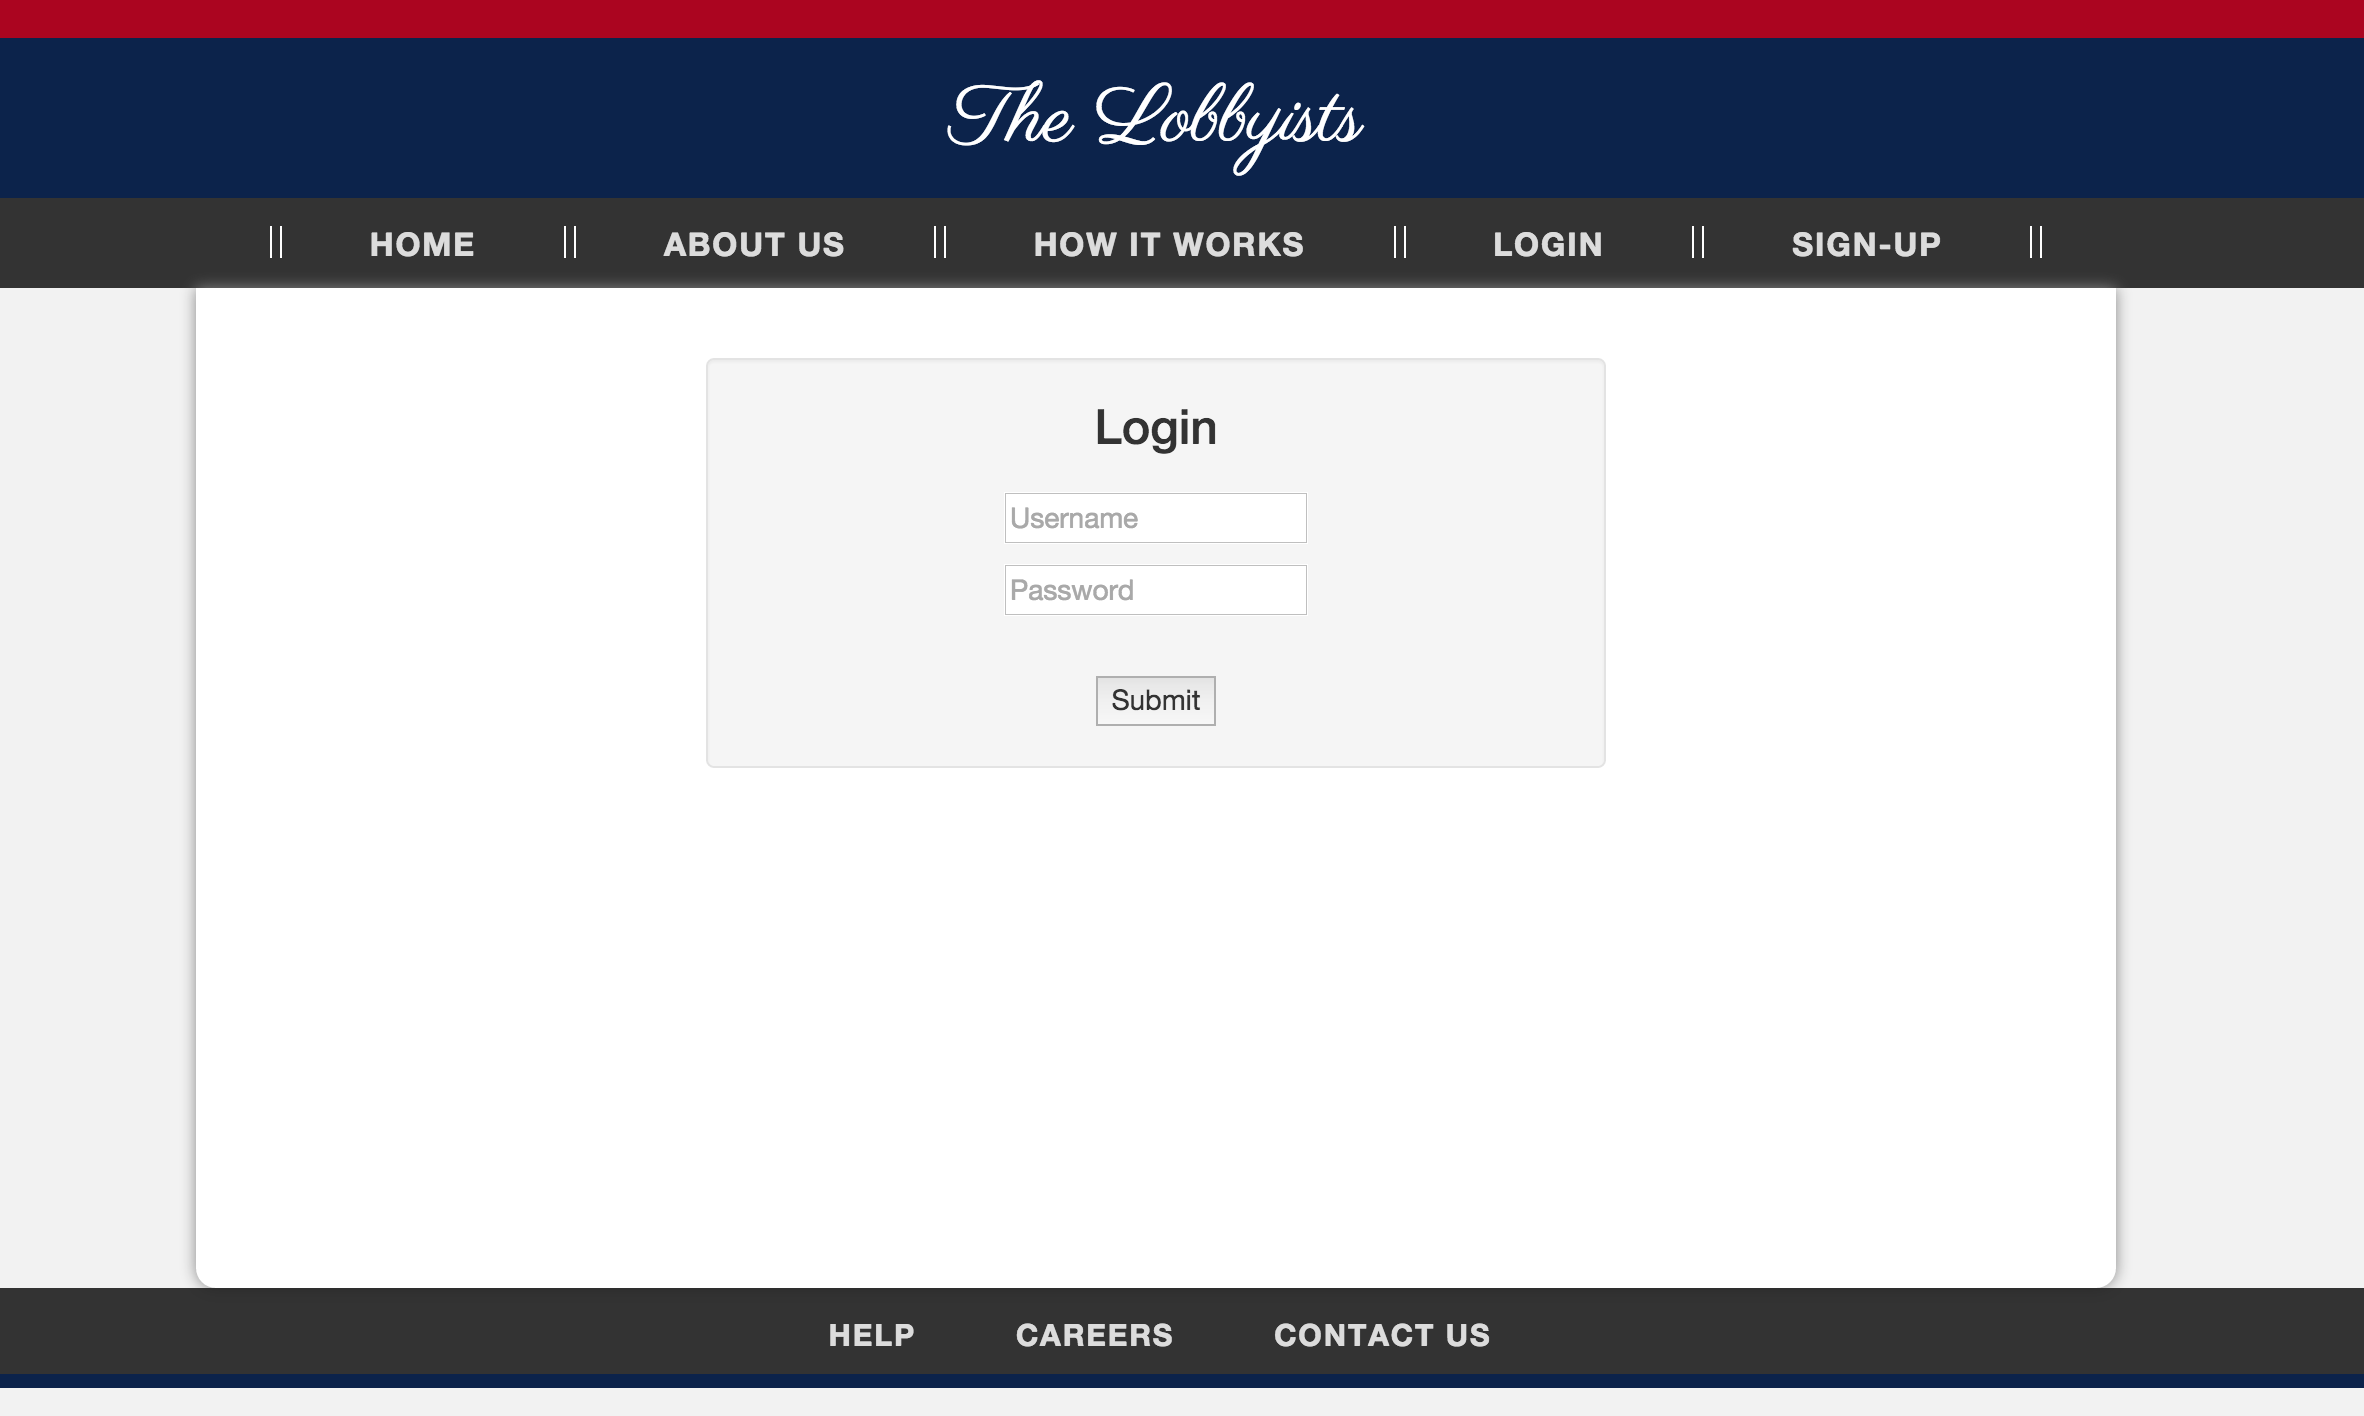 The Lobbyists
HOME ABOUT US HOW IT WORKS LOGIN SIGN-UP
Login
Username
Password
Submit
HELP CAREERS CONTACT US